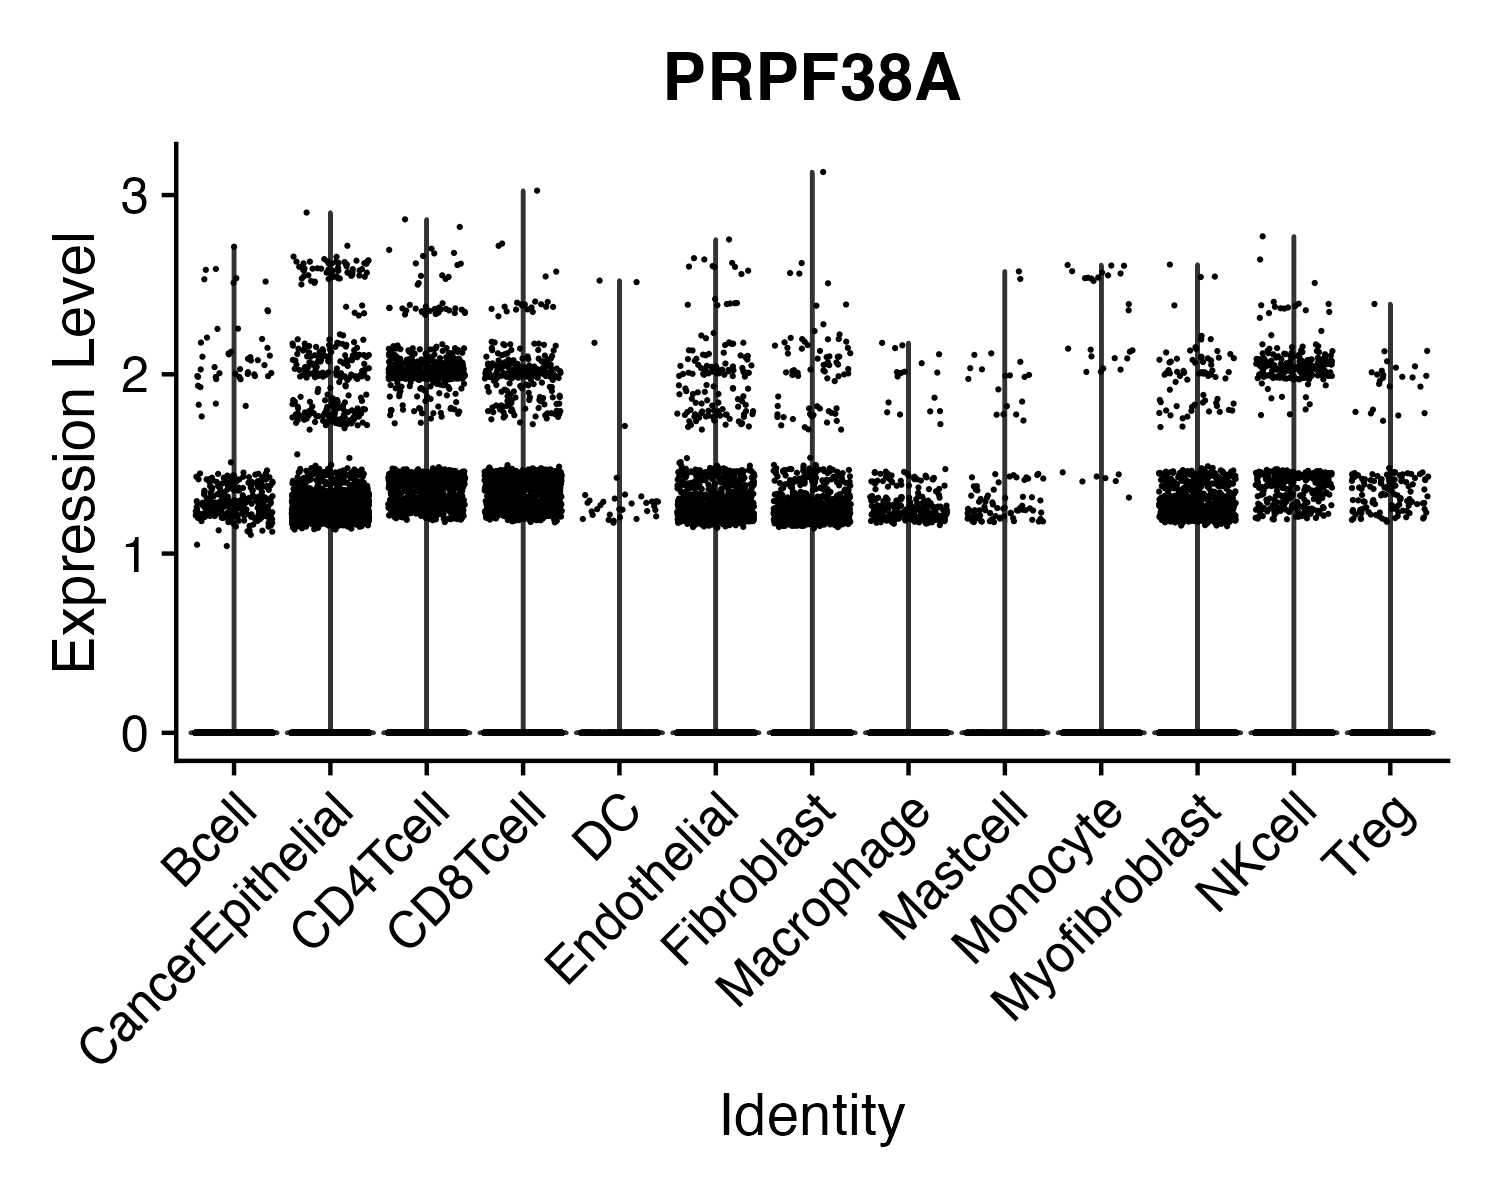 PRPF38A
Expression Level
3
2
1
0
Bcell
CancerEpithelial
CD4Tcell
CD8Tcell
DC
Endothelial
Fibroblast
Macrophage
Mastcell
Monocyte
Myofibroblast
NKcell
Treg
Identity